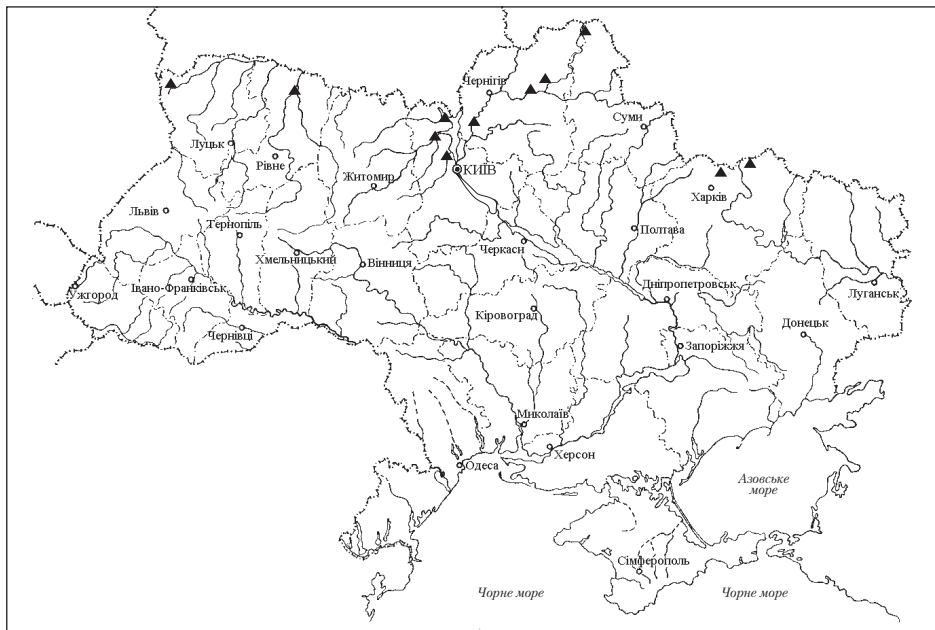 Чернігів
Суми
Луцьк
Рівне
КИЇВ
Житомир
Харків
Львів
Тернопіль
Полтава
Черкаси
Хмельницький
Вінниця
Ужгород
Івано-Франківськ
Дніпропетровськ
Луганськ
Кіровоград
Чернівці
Донецьк
Запоріжжя
Миколаїв
Херсон
Одеса
Азовське
море
Сімферополь
Чорне море
Чорне море